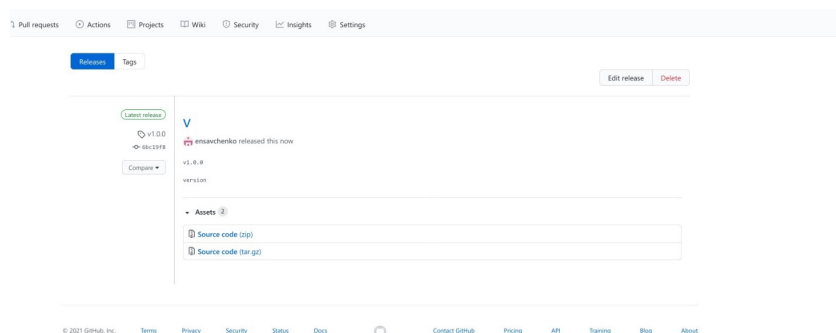 Pull requests Actions Projects Wiki Security Insights Settings
Releases Tags
Edit release Delete
Latest release
v1.0.0
6bc19f8
Compare
V
ensavchenko released this now
v1.0.0
version
Assets 2
Source code (zip)
Source code (tar.gz)
© 2021 GitHub, Inc. Terms Privacy Security Status Docs Contact GitHub Pricing API Training Blog About